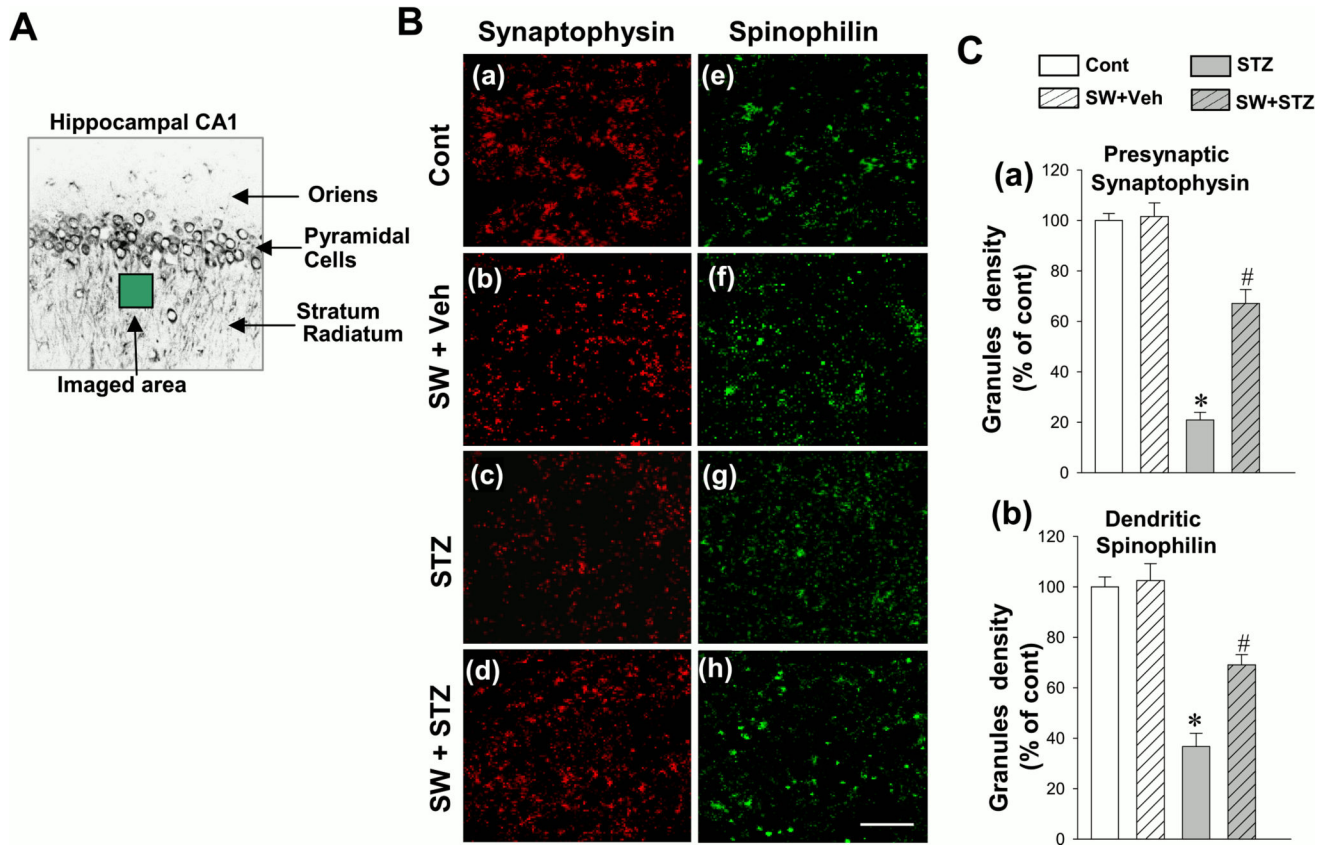 A
Hippocampal CA1
Oriens
Pyramidal
Cells
Stratum
Radiatum
Imaged area
B
Synaptophysin
Spinophilin
Cont
(a)
(e)
SW + Veh
(b)
(f)
STZ
(c)
(g)
SW + STZ
(d)
(h)
C
Cont
STZ
SW+Veh
SW+STZ
(a)
Presynaptic
Synaptophysin
Granules density
(% of cont)
120
100
80
60
40
20
0
*
#
(b)
Dendritic
Spinophilin
Granules density
(% of cont)
120
100
80
60
40
20
0
*
#